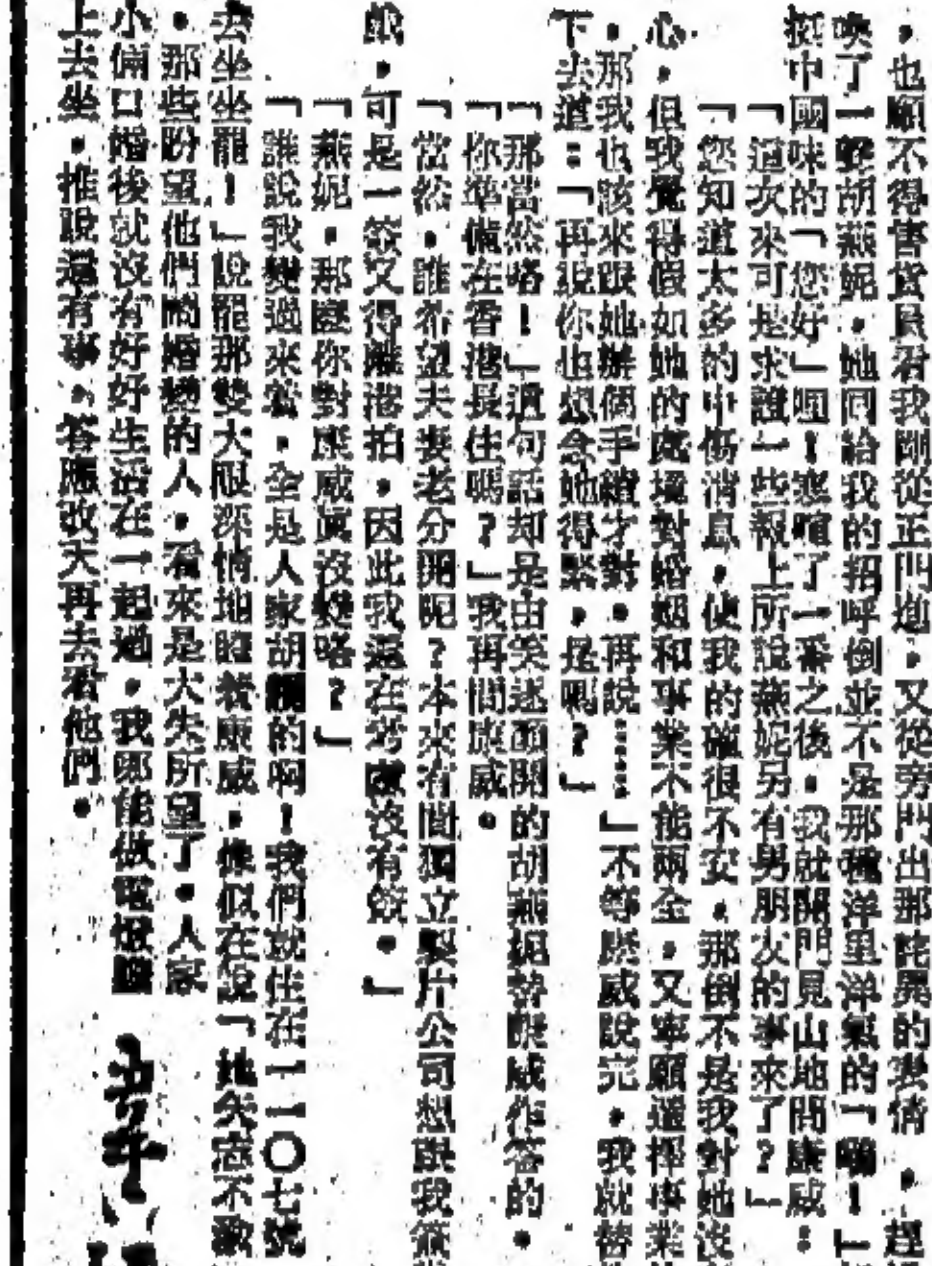 ，也顧不得害賓民看我剛從正門進，又從旁門出那詫異的表情，趕
喚了一聲胡燕妮，她回給我的招呼倒並不是那種洋里洋氣的「嗨！」
挺中國味的「您好」呢！寒暄了一番之後，我就開門見山地問康威：
「這次來可是求證一些報上所說燕妮另有男朋友的事來了？」
「您知道太多的中傷消息，使我的確很不安，那倒不是我對她沒
心，但我覺得假如她的處境對婚姻和事業不能兩全，又寧願選擇事業
，那我也該來跟她辦個手續才對，再說……」不等康威說完，我就替
下去道：「再說你也想念她得緊，是嗎？」
「那當然咯！」這句話却是由笑迷面開的胡燕妮替康威作答的。
「你準備在香港長住嗎？」我再問康威。
「當然，誰希望夫妻老分開呢？本來有間獨立製片公司想跟我簽
，可是一簽又得離港拍，因此我還在考慮沒有簽。」
「燕妮，那麼你對康威眞沒變咯？」
「誰說我變過來着，全是人家胡謅的啊！我們就住在一一〇七號
去坐坐罷！」說罷那雙大眼深情地瞪着康威，像似在說「她矢志不
。那些盼望他們鬧婚變的人，看來是大失所望了。人家
小倆口婚後就沒有好好生活在一起過，我哪能做電燈膽
上去坐，推說還有事，答應改天再去看他們。